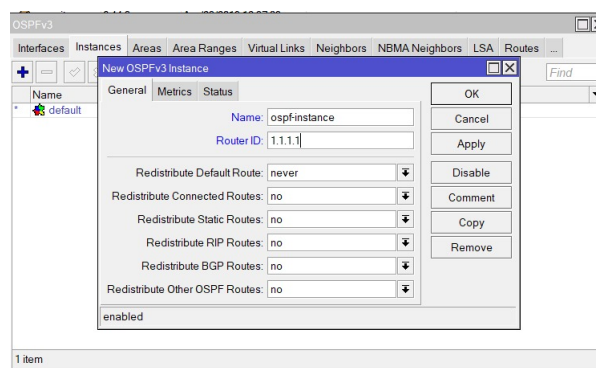 OSPFv3
Interfaces Instances Areas Area Ranges Virtual Links Neighbors NBMA Neighbors LSA Routes ...
New OSPFv3 Instance
Find
Name
default
General Metrics Status
Name: ospf-instance
Router ID: 1.1.1.1
Redistribute Default Route: never
Redistribute Connected Routes: no
Redistribute Static Routes: no
Redistribute RIP Routes: no
Redistribute BGP Routes: no
Redistribute Other OSPF Routes: no
OK
Cancel
Apply
Disable
Comment
Copy
Remove
enabled
1 item